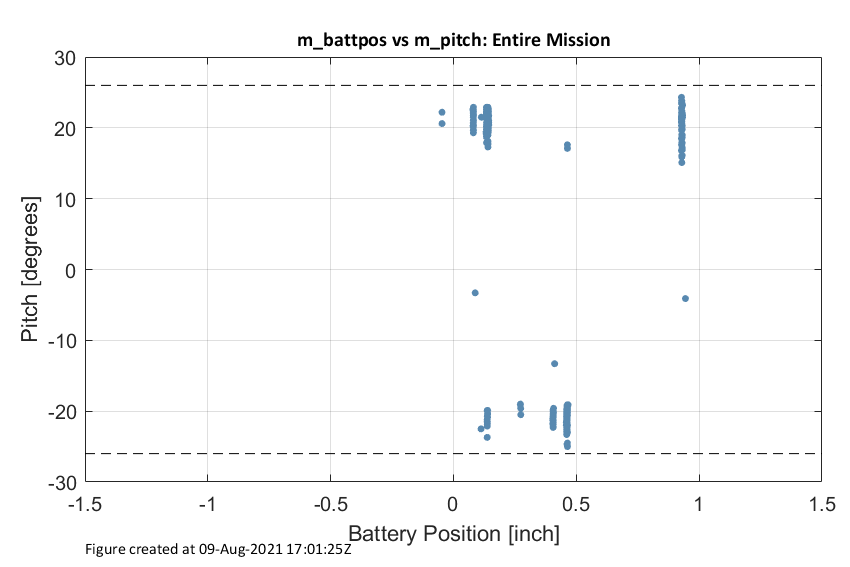 m_battpos vs m_pitch: Entire Mission
30
20
10
0
-10
-20
-30
Pitch [degrees]
-1.5 -1 -0.5 0 0.5 1 1.5
Battery Position [inch]
Figure created at 09-Aug-2021 17:01:25Z